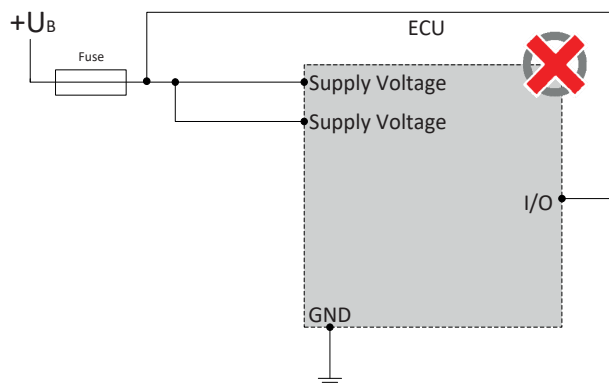 +UB
ECU
Fuse
Supply Voltage
Supply Voltage
I/O
GND